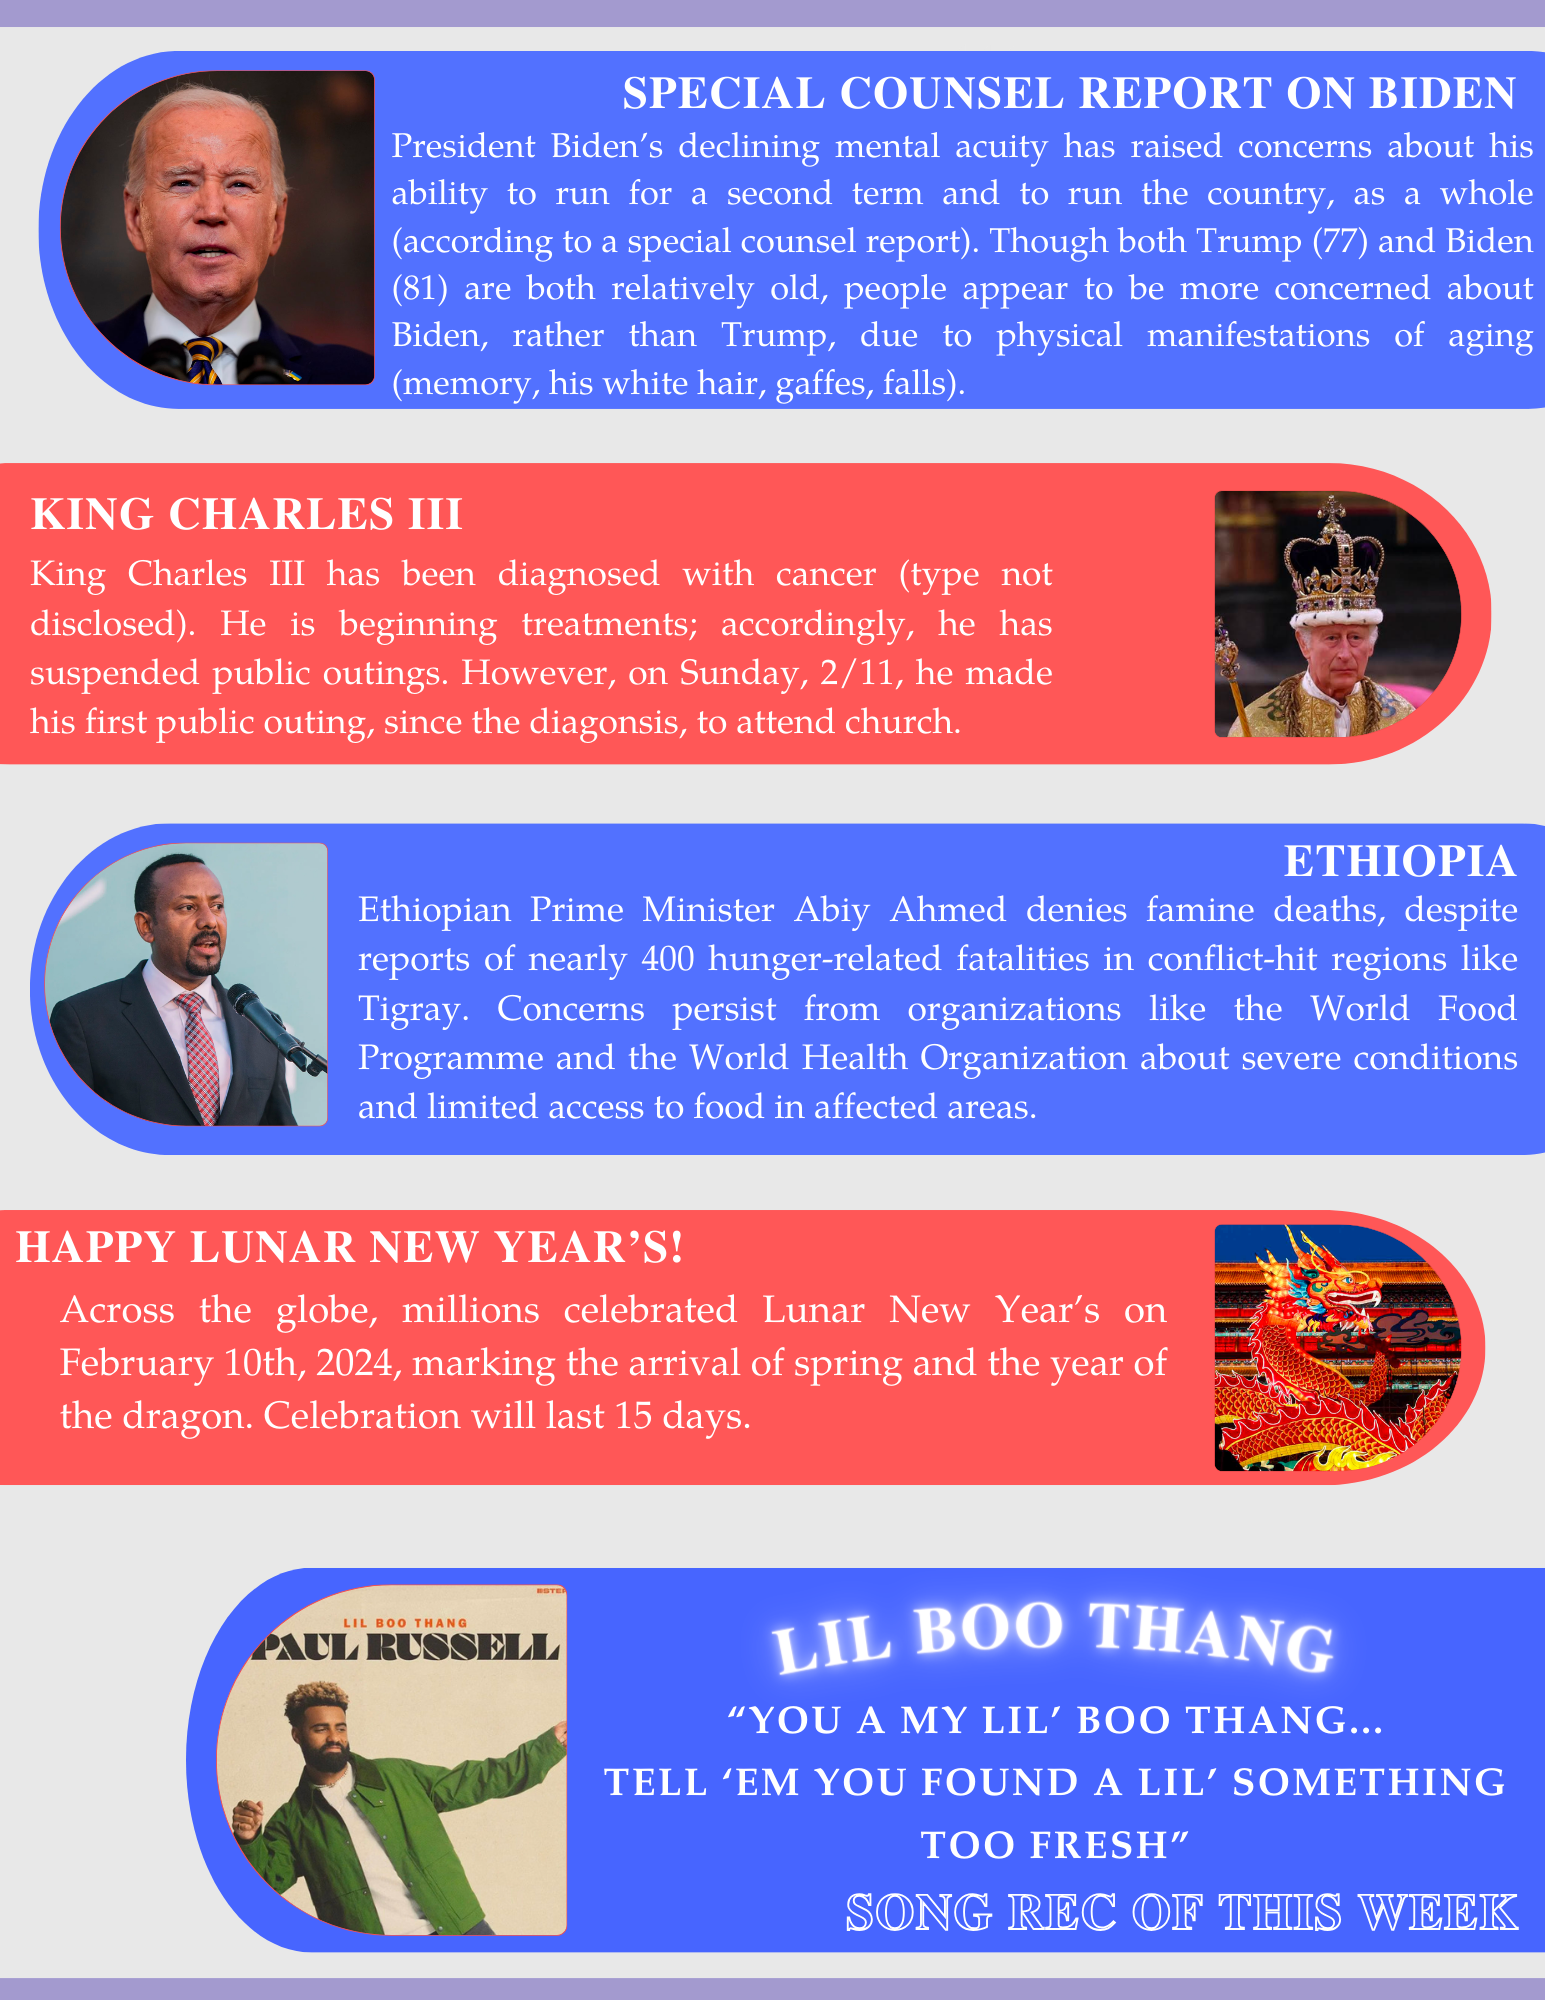 SPECIAL COUNSEL REPORT ON BIDEN
President Biden’s declining mental acuity has raised concerns about his
ability to run for a second term and to run the country, as a whole
(according to a special counsel report). Though both Trump (77) and Biden
(81) are both relatively old, people appear to be more concerned about
Biden, rather than Trump, due to physical manifestations of aging
(memory, his white hair, gaffes, falls).
KING CHARLES III
King Charles III has been diagnosed with cancer (type not
disclosed). He is beginning treatments; accordingly, he has
suspended public outings. However, on Sunday, 2/11, he made
his first public outing, since the diagonsis, to attend church.
ETHIOPIA
Ethiopian Prime Minister Abiy Ahmed denies famine deaths, despite
reports of nearly 400 hunger-related fatalities in conflict-hit regions like
Tigray. Concerns persist from organizations like the World Food
Programme and the World Health Organization about severe conditions
and limited access to food in affected areas.
HAPPY LUNAR NEW YEAR’S!
Across the globe, millions celebrated Lunar New Year’s on
February 10th, 2024, marking the arrival of spring and the year of
the dragon. Celebration will last 15 days.
LIL BOO THANG
PAUL RUSSELL
LIL BOO THANG
“YOU A MY LIL’ BOO THANG...
TELL ‘EM YOU FOUND A LIL’ SOMETHING
TOO FRESH”
SONG REC OF THIS WEEK